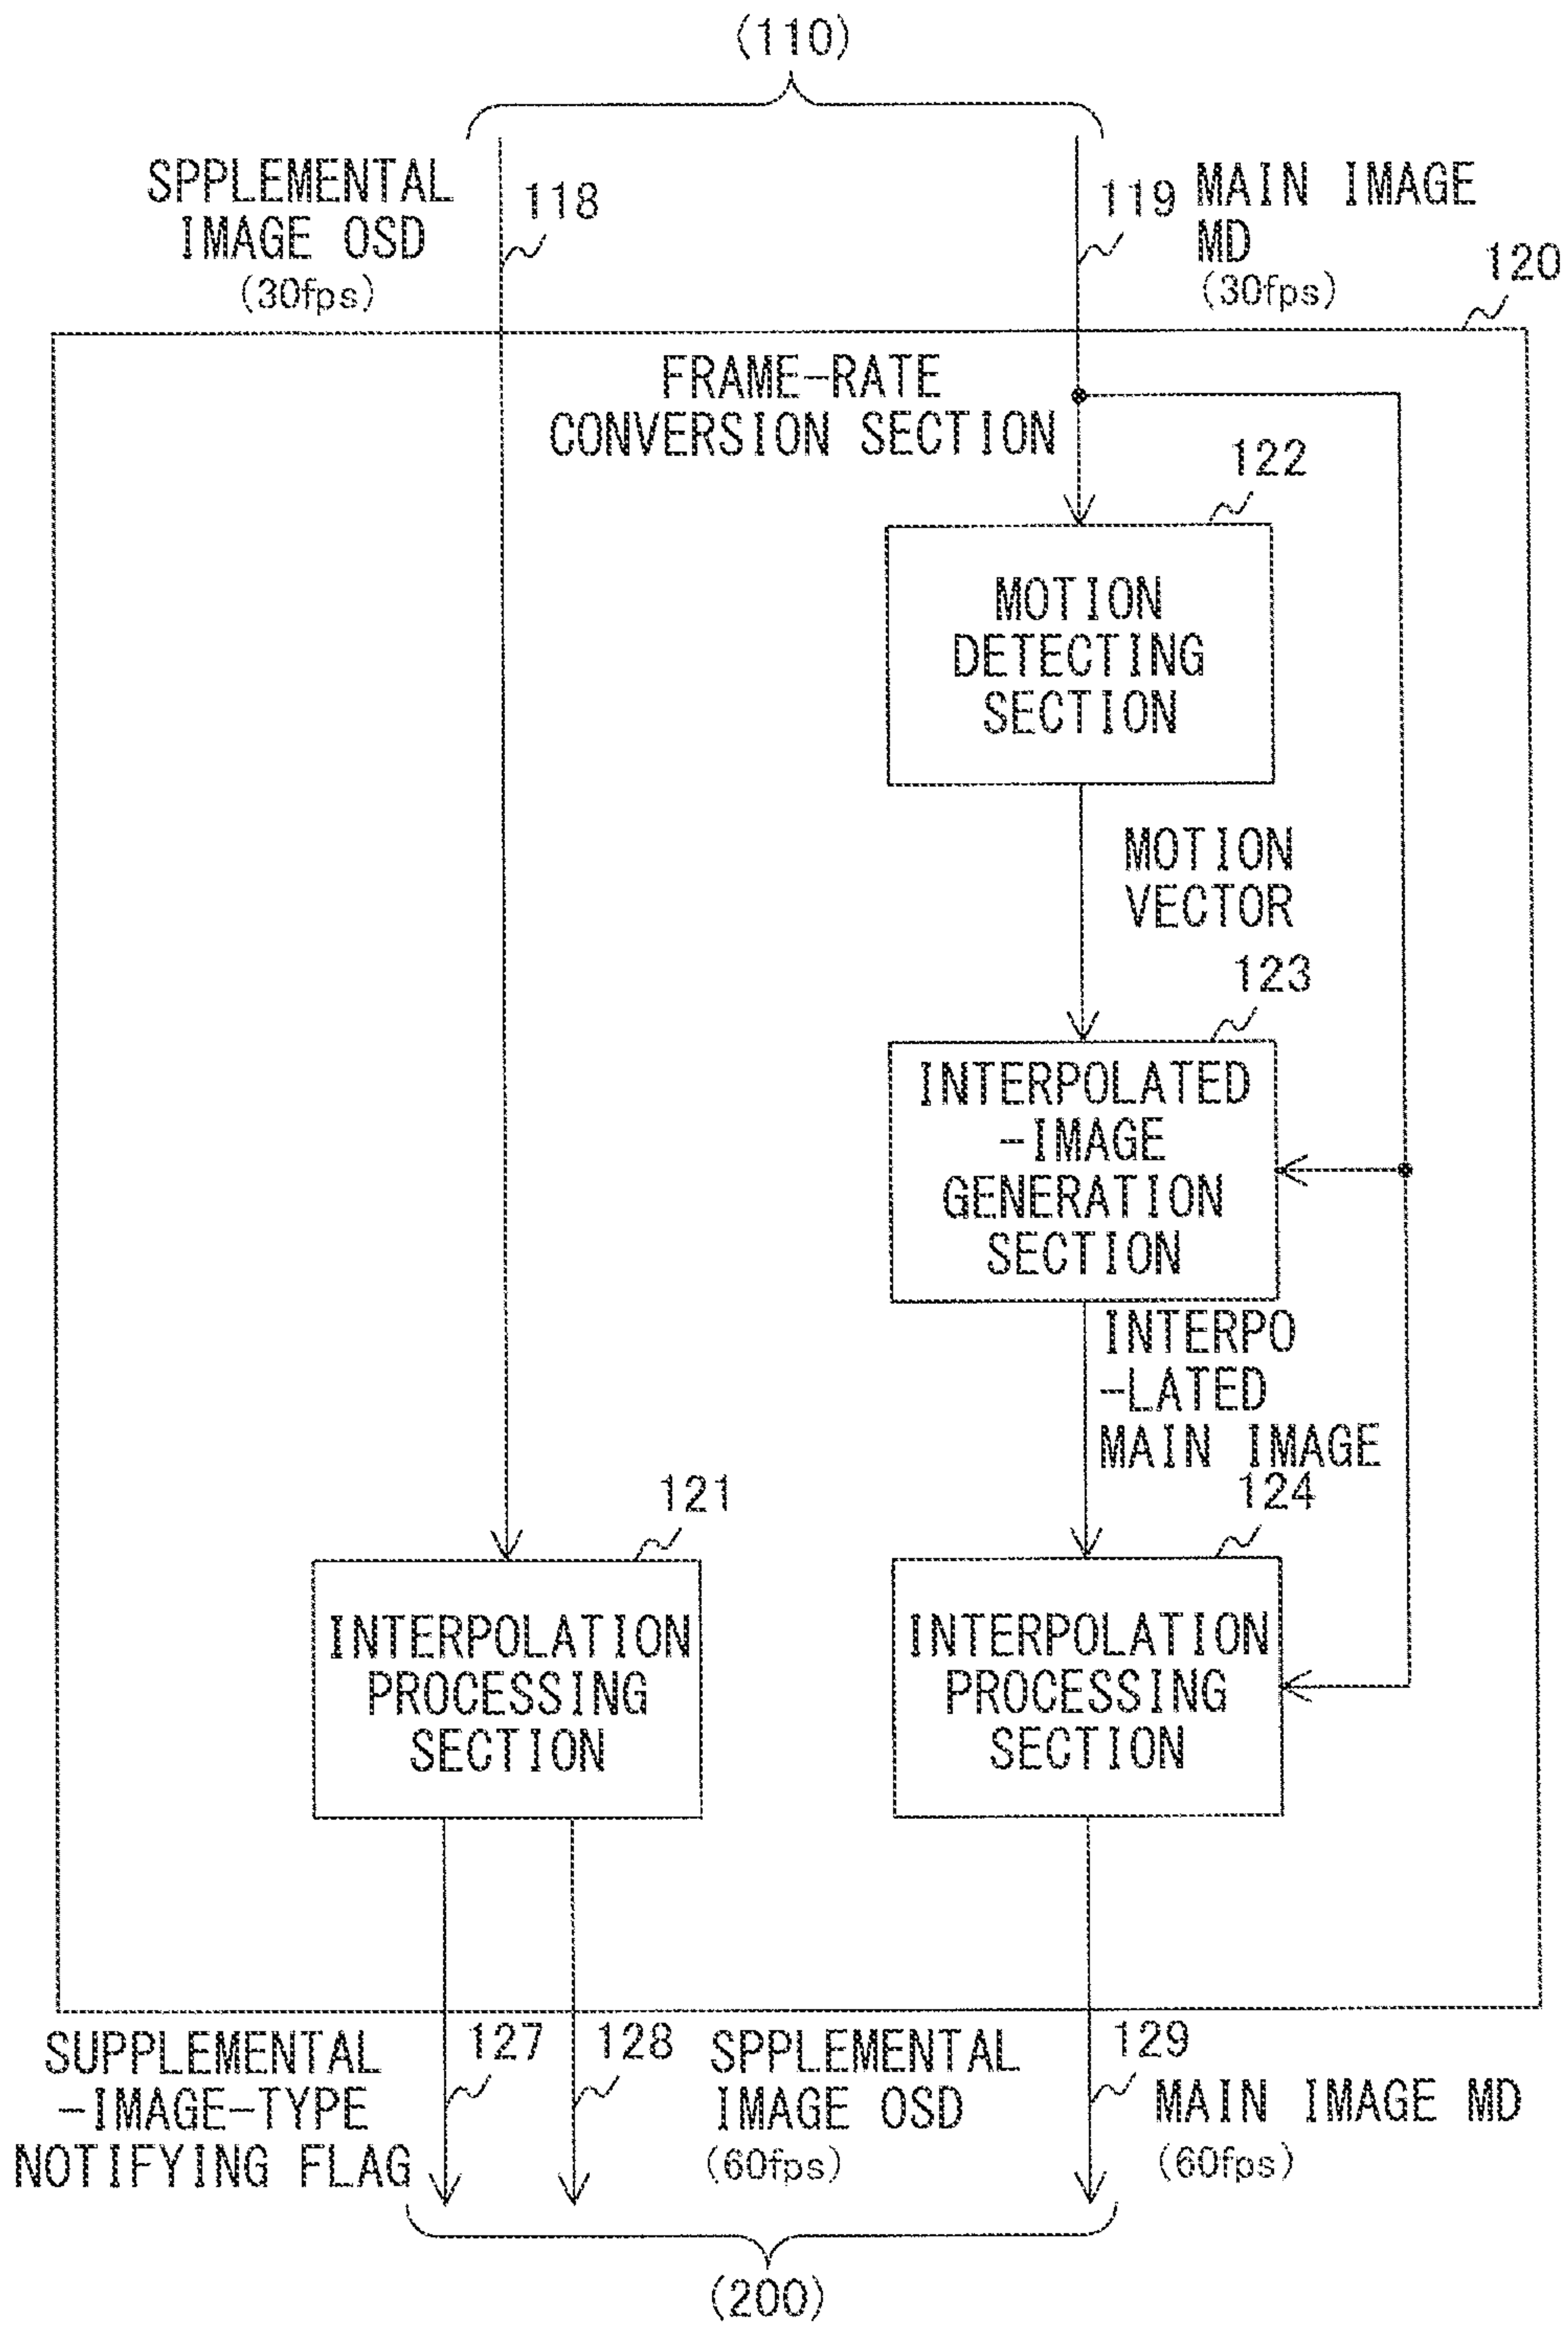 (110)
SPPLEMENTAL
IMAGE OSD
(30fps)
118
119
MAIN IMAGE
MD
(30fps)
120
FRAME-RATE
CONVERSION SECTION
122
MOTION
DETECTING
SECTION
MOTION
VECTOR
123
INTERPOLATED
-IMAGE
GENERATION
SECTION
INTERPO
-LATED
MAIN IMAGE
121
124
INTERPOLATION
PROCESSING
SECTION
INTERPOLATION
PROCESSING
SECTION
SUPPLEMENTAL
-IMAGE-TYPE
NOTIFYING FLAG
127
128
SPPLEMENTAL
IMAGE OSD
(60fps)
129
MAIN IMAGE MD
(60fps)
(200)